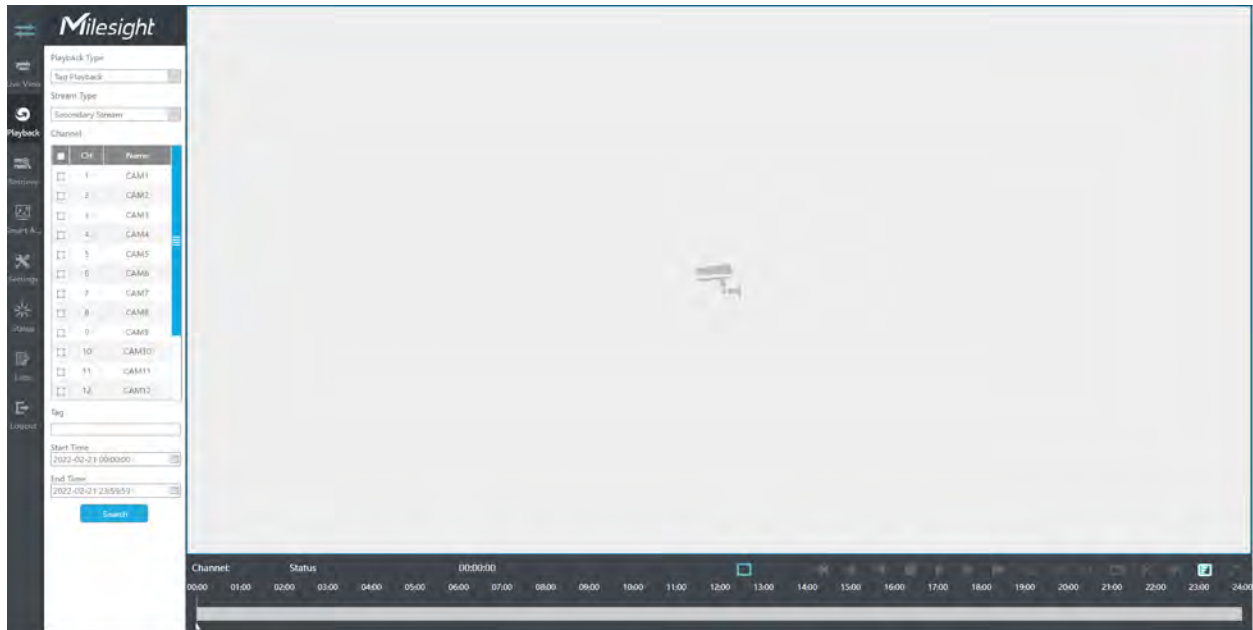 Milesight
Playback Type
Tag Playback
Live View
Stream Type
Secondary Stream
Playback
Channel
CH Name
1 CAM1
2 CAM2
3 CAM3
4 CAM4
5 CAM5
6 CAM6
7 CAM7
8 CAM8
9 CAM9
10 CAM10
11 CAM11
12 CAM12
Settings
Status
Logs
Logout
Tag
Start Time
2022-02-21 00:00:00
End Time
2022-02-21 23:59:59
Search
Channel: Status 00:00:00
00:00 01:00 02:00 03:00 04:00 05:00 06:00 07:00 08:00 09:00 10:00 11:00 12:00 13:00 14:00 15:00 16:00 17:00 18:00 19:00 20:00 21:00 22:00 23:00 24:00